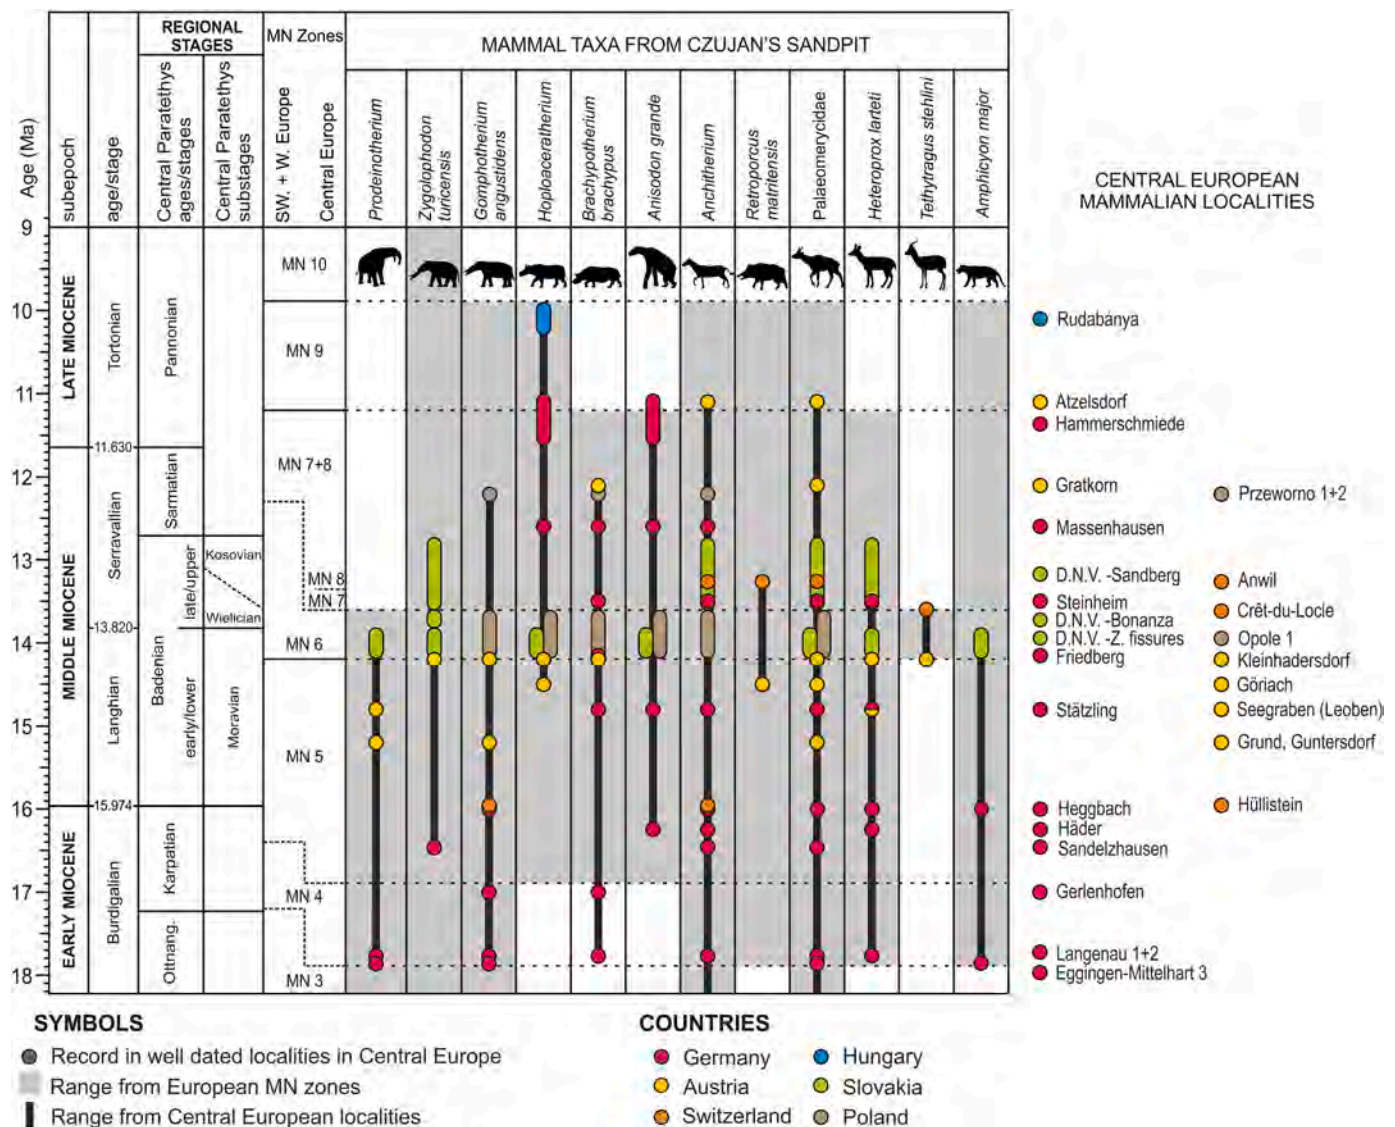 REGIONAL
STAGES
MN Zones
MAMMAL TAXA FROM CZUJAN'S SANDPIT
Age (Ma)
subepoch
age/stage
Central Paratethys
ages/stages
Central Paratethys
substages
SW. + W. Europe
Central Europe
Prodeinotherium
Zygolophodon
turicensis
Gomphotherium
angustidens
Hoploaceratherium
Brachypotherium
brachypus
Anisodon grande
Anchitherium
Retroporcus
matritensis
Palaeomerycidae
Heteroprox larteti
Tethytragus stehlini
Amphicyon major
CENTRAL EUROPEAN
MAMMALIAN LOCALITIES
9
10
11
12
13
14
15
16
17
18
LATE MIOCENE
MIDDLE MIOCENE
EARLY MIOCENE
Tortonian
11.630
Serravallian
13.820
Langhian
15.974
Burdigalian
Pannonian
Sarmatian
late/upper
Badenian
early/lower
Karpatian
Ottnang.
Kosovian
Wielician
Moravian
MN 10
MN 9
MN 7+8
MN 8
MN 7
MN 6
MN 5
MN 4
MN 3
Rudabánya
Atzelsdorf
Hammerschmiede
Gratkorn
Przeworno 1+2
Massenhausen
D.N.V. -Sandberg
Anwil
Steinheim
Crêt-du-Locle
D.N.V. -Bonanza
D.N.V. -Z. fissures
Opole 1
Friedberg
Kleinhadersdorf
Göriach
Stätzling
Seegraben (Leoben)
Grund, Guntersdorf
Heggbach
Hüllistein
Häder
Sandelzhausen
Gerlenhofen
Langenau 1+2
Eggingen-Mittelhart 3
SYMBOLS
Record in well dated localities in Central Europe
Range from European MN zones
Range from Central European localities
COUNTRIES
Germany
Hungary
Austria
Slovakia
Switzerland
Poland